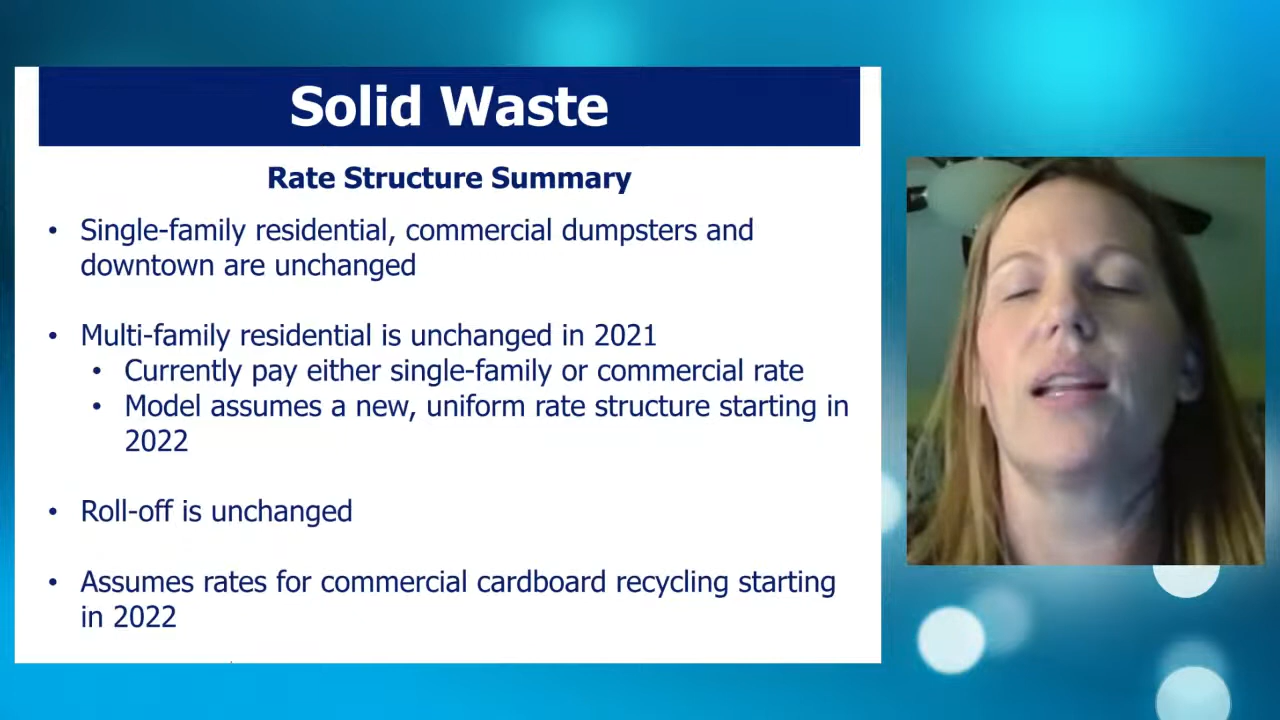 Solid Waste
Rate Structure Summary
• Single-family residential, commercial dumpsters and
downtown are unchanged
• Multi-family residential is unchanged in 2021
• Currently pay either single-family or commercial rate
• Model assumes a new, uniform rate structure starting in
2022
• Roll-off is unchanged
• Assumes rates for commercial cardboard recycling starting
in 2022